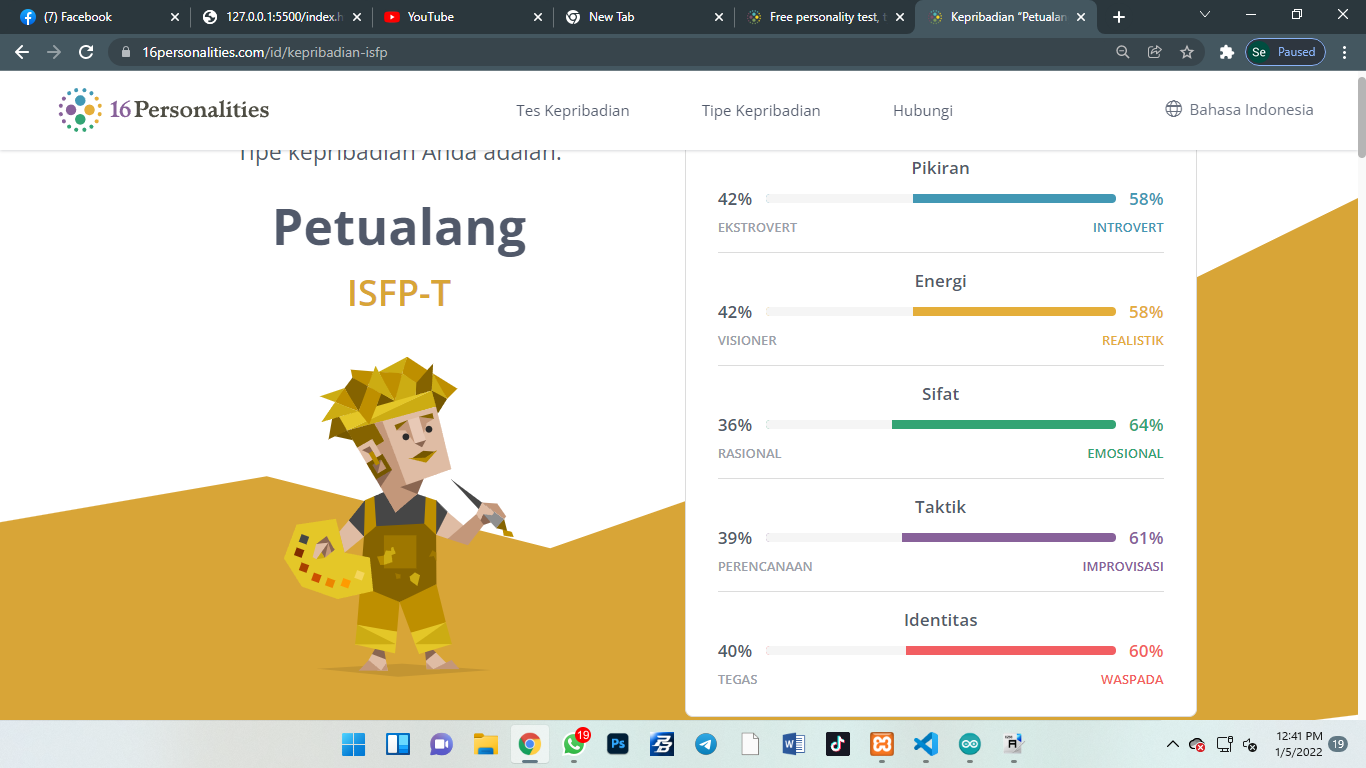 (7) Facebook
127.0.0.1:5500/index.h
YouTube
New Tab
Free personality test, t
Kepribadian “Petualan
16personalities.com/id/kepribadian-isfp
Se
Paused
16Personalities
Tes Kepribadian
Tipe Kepribadian
Hubungi
Bahasa Indonesia
Tipe kepribadian Anda adalah:
Petualang
ISFP-T
Pikiran
42% 58%
EKSTROVERT INTROVERT
Energi
42% 58%
VISIONER REALISTIK
Sifat
36% 64%
RASIONAL EMOSIONAL
Taktik
39% 61%
PERENCANAAN IMPROVISASI
Identitas
40% 60%
TEGAS WASPADA
19
Ps
12:41 PM
1/5/2022
19